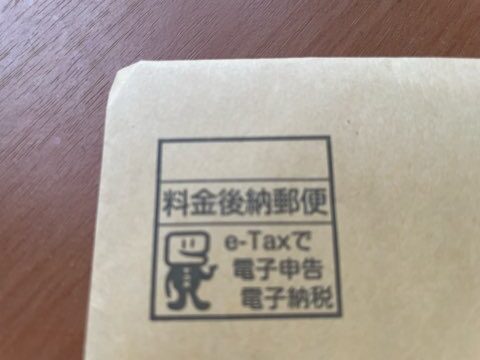 料金後納郵便
e-Taxで
電子申告
電子納税